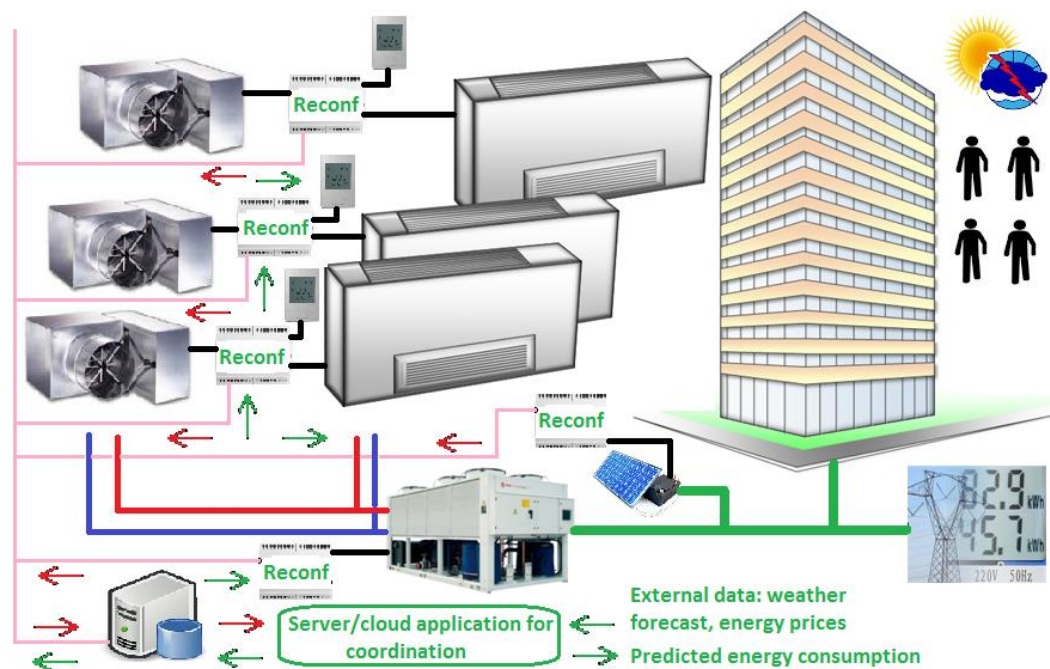 Reconf
Reconf
Reconf
Reconf
82.9 kWh
45.7 kWh
220V 50Hz
Reconf
External data: weather
forecast, energy prices
Server/cloud application for
coordination
Predicted energy consumption